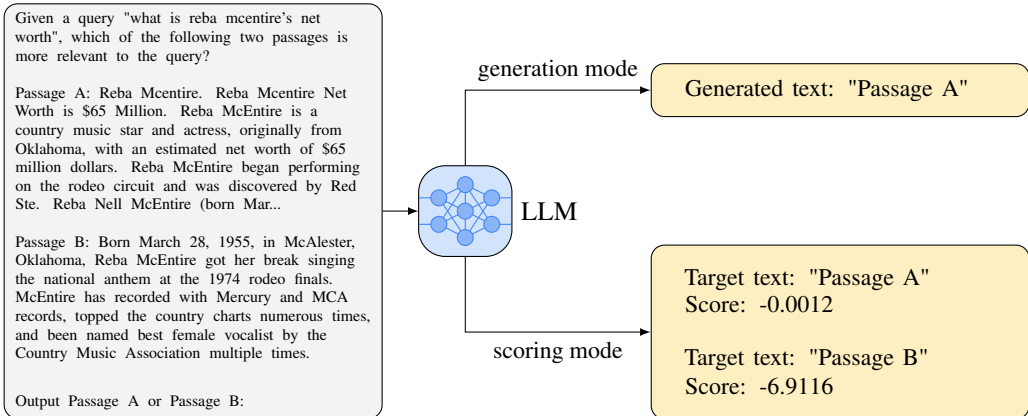 Given a query "what is reba mcentire's net
worth", which of the following two passages is
more relevant to the query?
Passage A: Reba Mcentire. Reba Mcentire Net
Worth is $65 Million. Reba McEntire is a
country music star and actress, originally from
Oklahoma, with an estimated net worth of $65
million dollars. Reba McEntire began performing
on the rodeo circuit and was discovered by Red
Ste. Reba Nell McEntire (born Mar...
Passage B: Born March 28, 1955, in McAlester,
Oklahoma, Reba McEntire got her break singing
the national anthem at the 1974 rodeo finals.
McEntire has recorded with Mercury and MCA
records, topped the country charts numerous times,
and been named best female vocalist by the
Country Music Association multiple times.
Output Passage A or Passage B:
LLM
generation mode
Generated text: "Passage A"
scoring mode
Target text: "Passage A"
Score: -0.0012
Target text: "Passage B"
Score: -6.9116